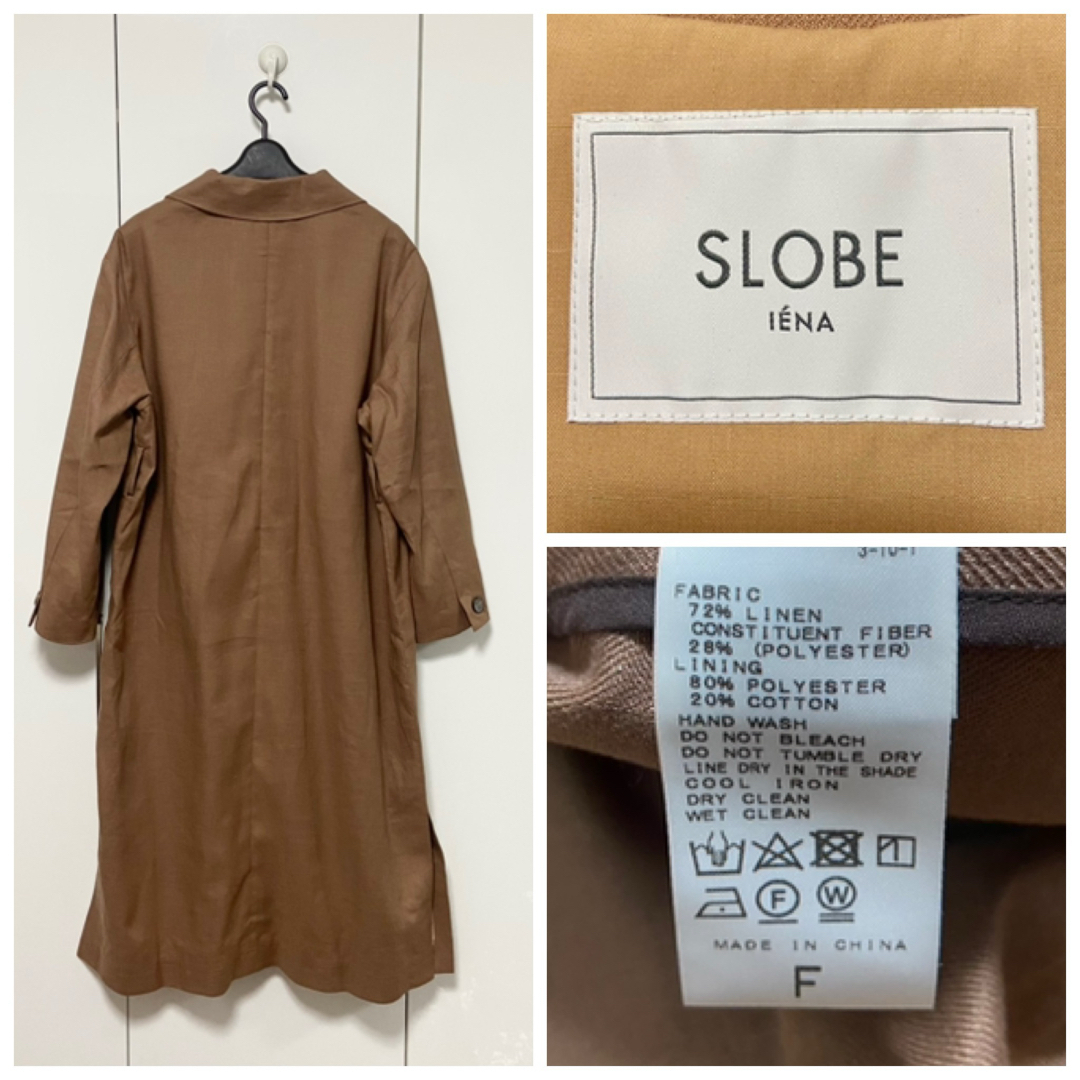 SLOBE
IÉNA
FABRIC
72% LINEN
CONSTITUENT FIBER
28% (POLYESTER)
LINING
80% POLYESTER
20% COTTON
HAND WASH
DO NOT BLEACH
DO NOT TUMBLE DRY
LINE DRY IN THE SHADE
COOL IRON
DRY CLEAN
WET CLEAN
F W
MADE IN CHINA
F